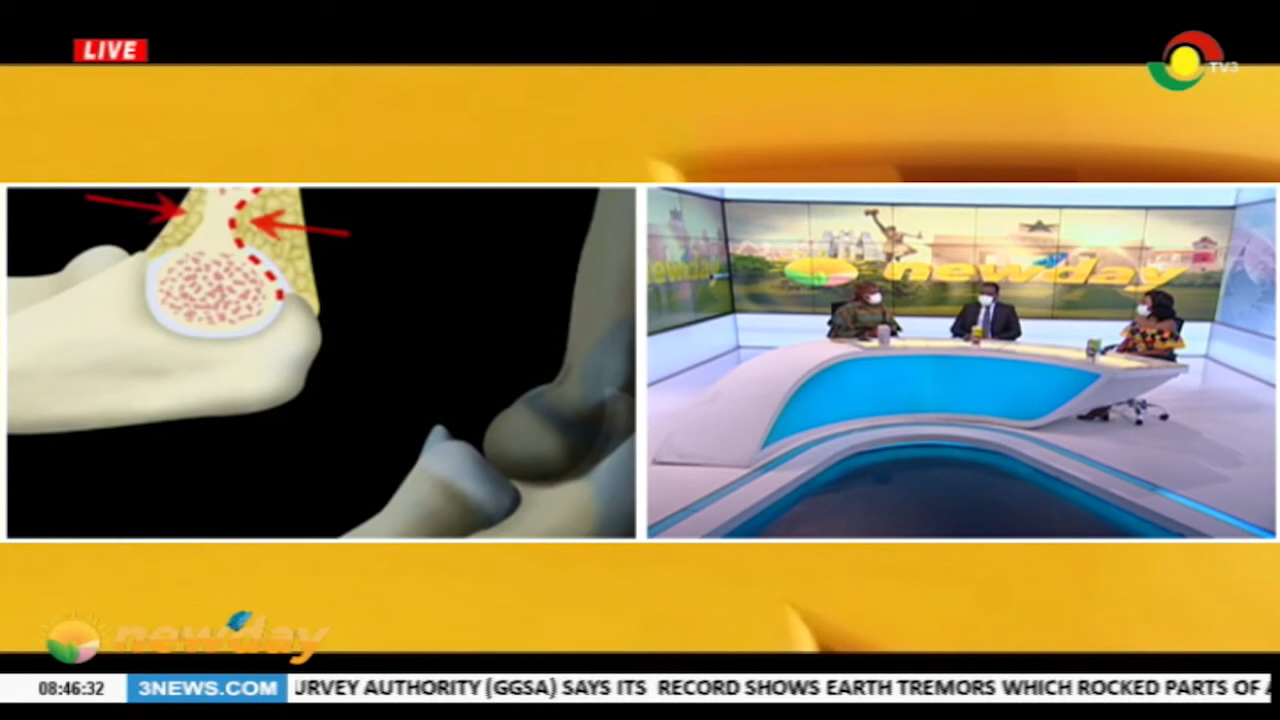 LIVE
TV3
newday
newday
08:46:32
3NEWS.COM
URVEY AUTHORITY (GGSA) SAYS ITS RECORD SHOWS EARTH TREMORS WHICH ROCKED PARTS OF